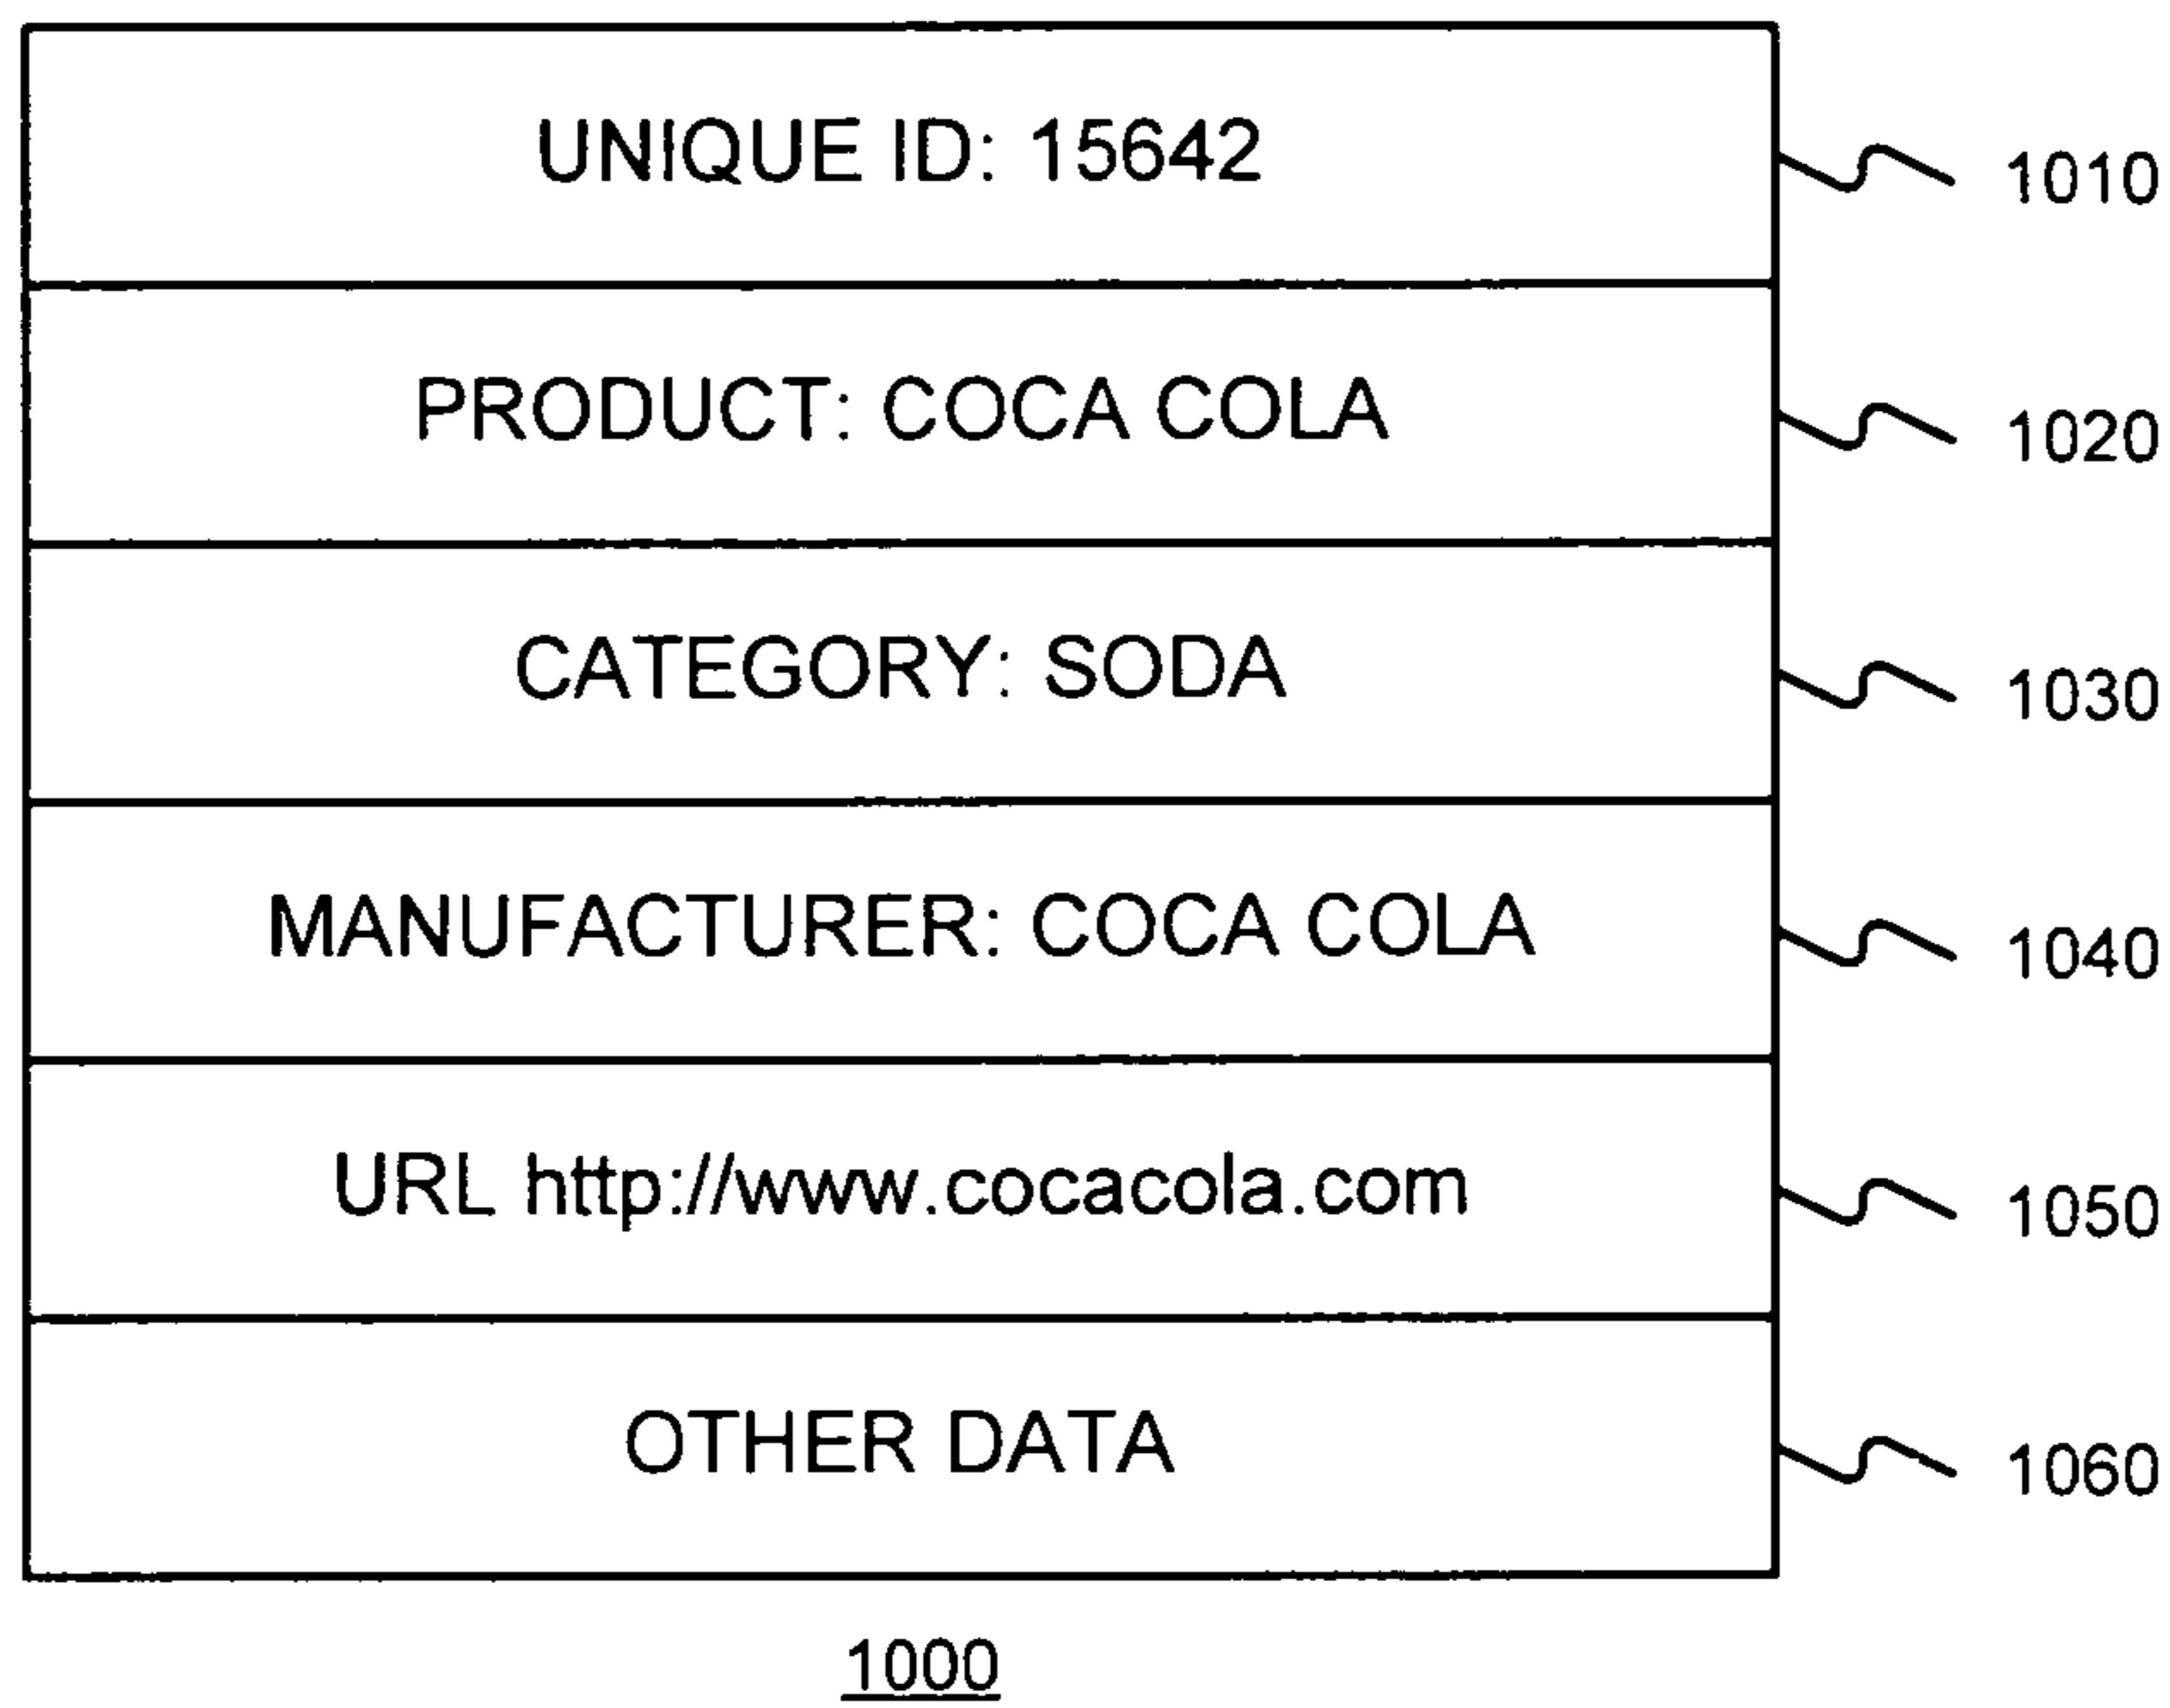 UNIQUE ID: 15642 1010
PRODUCT: COCA COLA 1020
CATEGORY: SODA 1030
MANUFACTURER: COCA COLA 1040
URL http://www.cocacola.com 1050
OTHER DATA 1060
1000